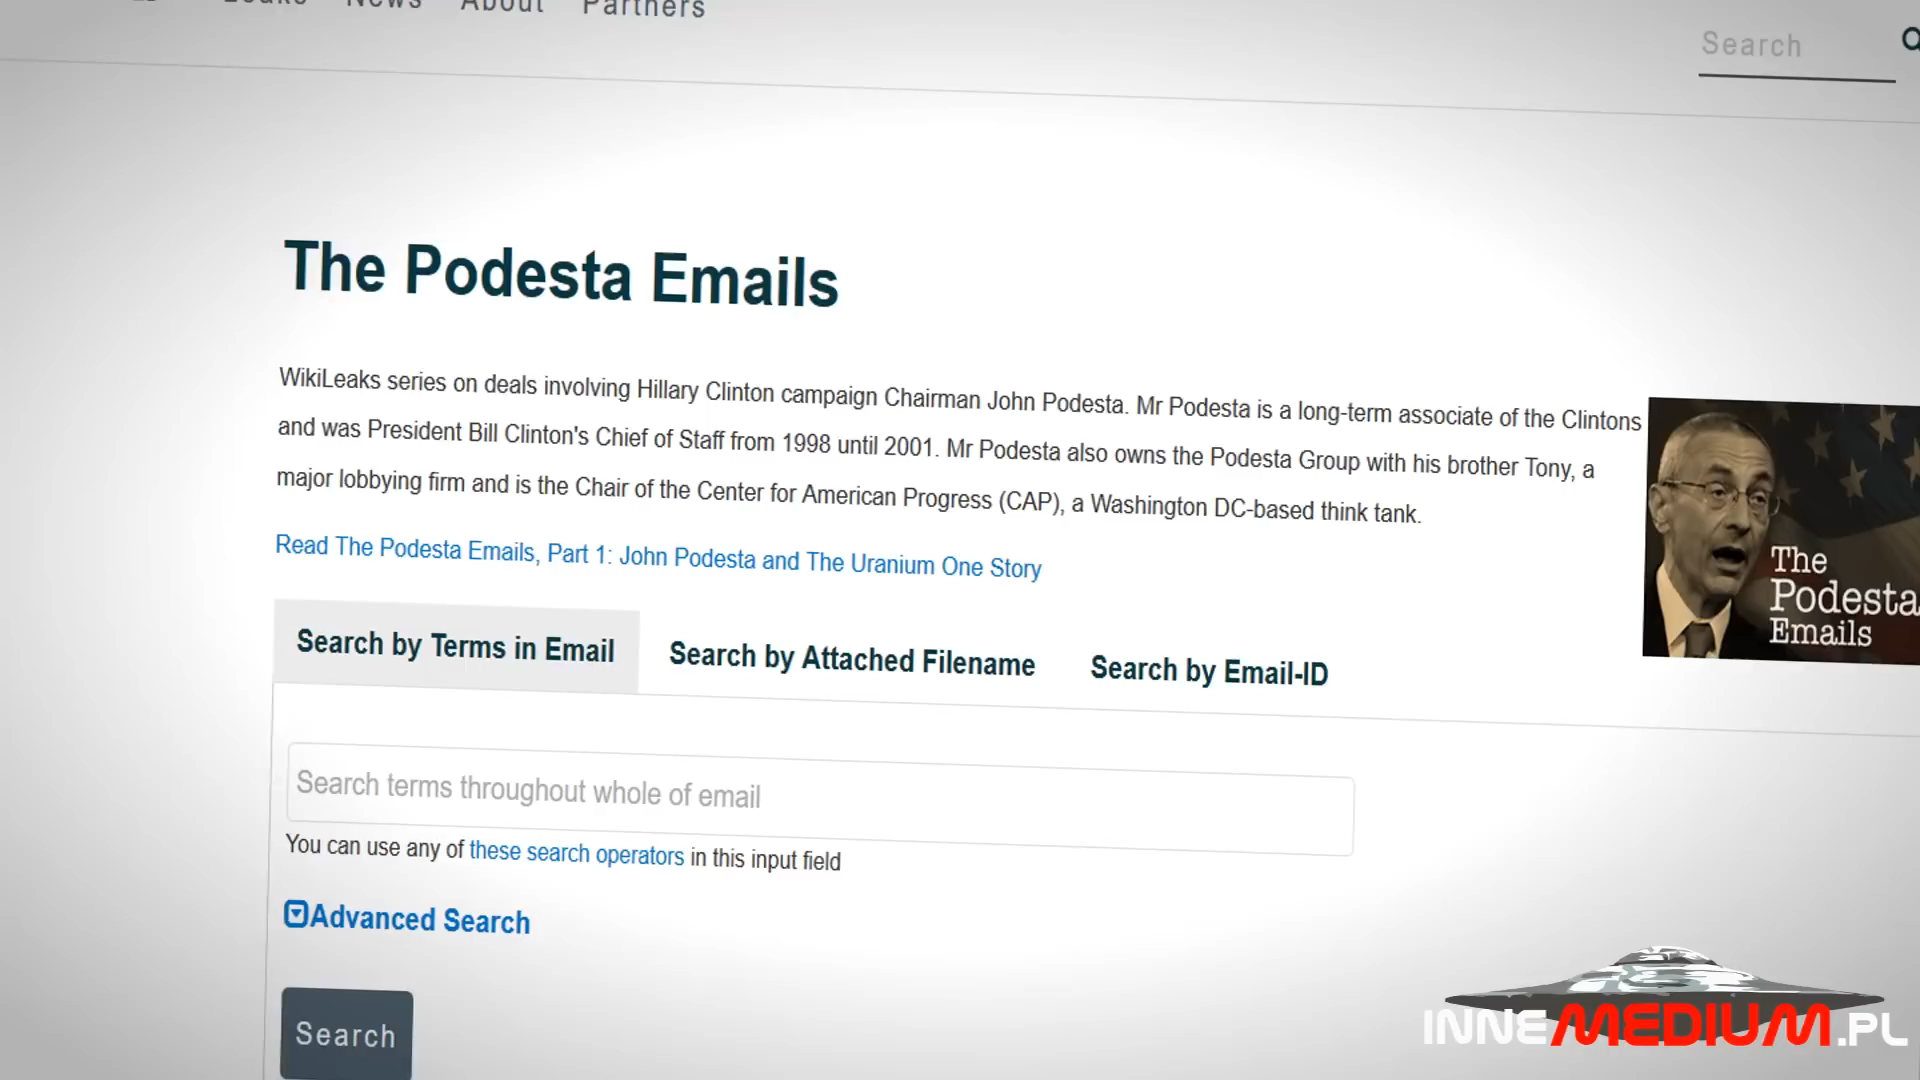 Leaks News About Partners
Search
The Podesta Emails
WikiLeaks series on deals involving Hillary Clinton campaign Chairman John Podesta. Mr Podesta is a long-term associate of the Clintons
and was President Bill Clinton's Chief of Staff from 1998 until 2001. Mr Podesta also owns the Podesta Group with his brother Tony, a
major lobbying firm and is the Chair of the Center for American Progress (CAP), a Washington DC-based think tank.
The
Podesta
Emails
Read The Podesta Emails, Part 1: John Podesta and The Uranium One Story
Search by Terms in Email Search by Attached Filename Search by Email-ID
Search terms throughout whole of email
You can use any of these search operators in this input field
Advanced Search
Search
INNEMEDIUM.PL